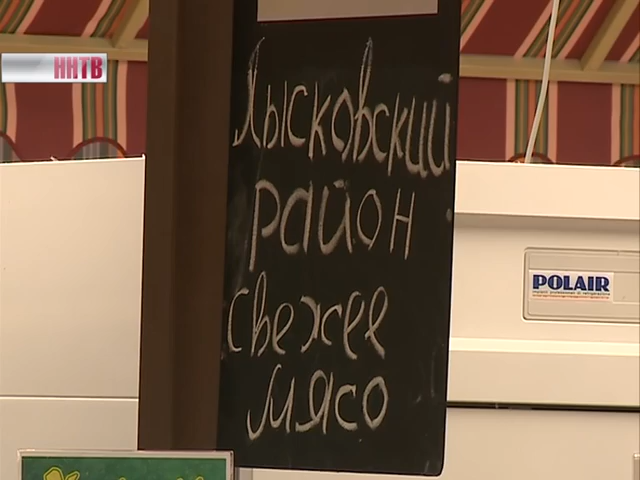 ННТВ
Лысковский
район
свежее
мясо
POLAIR